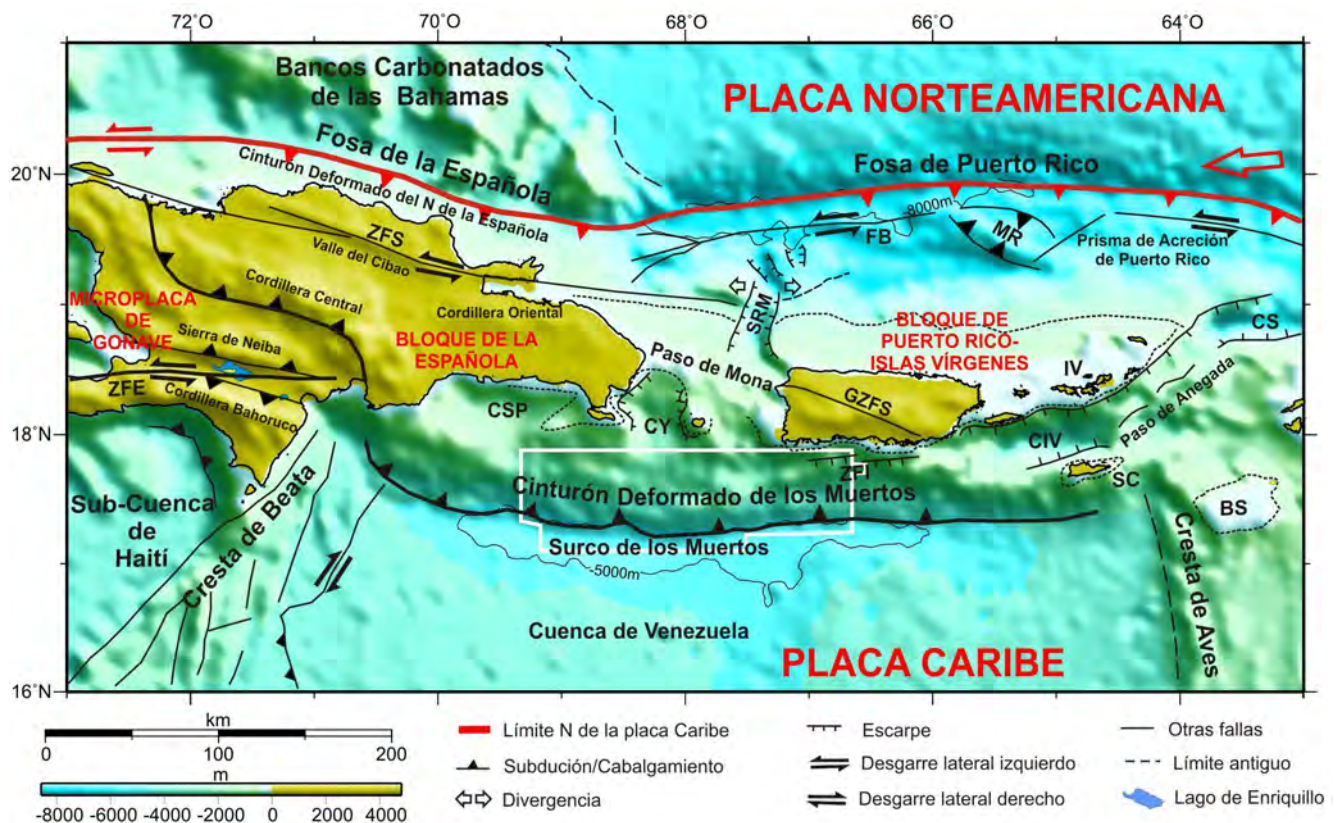 72°O
70°O
68°O
66°O
64°O
20°N
18°N
16°N
Bancos Carbonatados
de las Bahamas
PLACA NORTEAMERICANA
Fosa de la Española
Cinturón Deformado del N de la Española
Fosa de Puerto Rico
-8000m
FB
MR
Prisma de Acreción
de Puerto Rico
ZFS
Valle del Cibao
Cordillera Central
Cordillera Oriental
SRM
MICROPLACA
DE
GONAVE
Sierra de Neiba
BLOQUE DE LA
ESPAÑOLA
BLOQUE DE
PUERTO RICO-
ISLAS VÍRGENES
CS
Paso de Mona
IV
ZFE
Cordillera Bahoruco
GZFS
CSP
CY
CIV
Paso de Anegada
ZFI
SC
BS
Sub-Cuenca
de
Haití
Cresta de Beata
Cinturón Deformado de los Muertos
Surco de los Muertos
-5000m
Cresta de Aves
Cuenca de Venezuela
PLACA CARIBE
km
0
100
200
m
-8000
-6000
-4000
-2000
0
2000
4000
Límite N de la placa Caribe
Subdución/Cabalgamiento
Divergencia
Escarpe
Desgarre lateral izquierdo
Desgarre lateral derecho
Otras fallas
Límite antiguo
Lago de Enriquillo